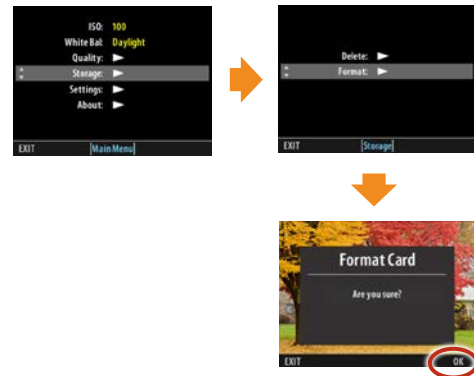 ISO: 100
White Bal: Daylight
Quality:
Storage:
Settings:
About:
EXIT Main Menu
Delete:
Format:
EXIT Storage
Format Card
Are you sure?
EXIT OK